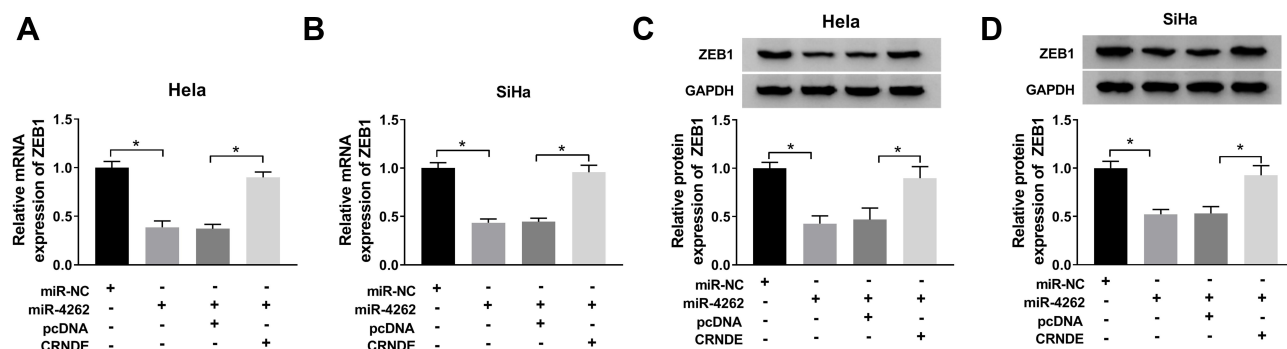 A
Hela
Relative mRNA
expression of ZEB1
1.5
1.0
0.5
0.0
*
*
miR-NC + - - -
miR-4262 - + + +
pcDNA - - + -
CRNDE - - - +
B
SiHa
Relative mRNA
expression of ZEB1
1.5
1.0
0.5
0.0
*
*
miR-NC + - - -
miR-4262 - + + +
pcDNA - - + -
CRNDE - - - +
C
Hela
ZEB1
GAPDH
Relative protein
expression of ZEB1
1.5
1.0
0.5
0.0
*
*
miR-NC + - - -
miR-4262 - + + +
pcDNA - - + -
CRNDE - - - +
D
SiHa
ZEB1
GAPDH
Relative protein
expression of ZEB1
1.5
1.0
0.5
0.0
*
*
miR-NC + - - -
miR-4262 - + + +
pcDNA - - + -
CRNDE - - - +